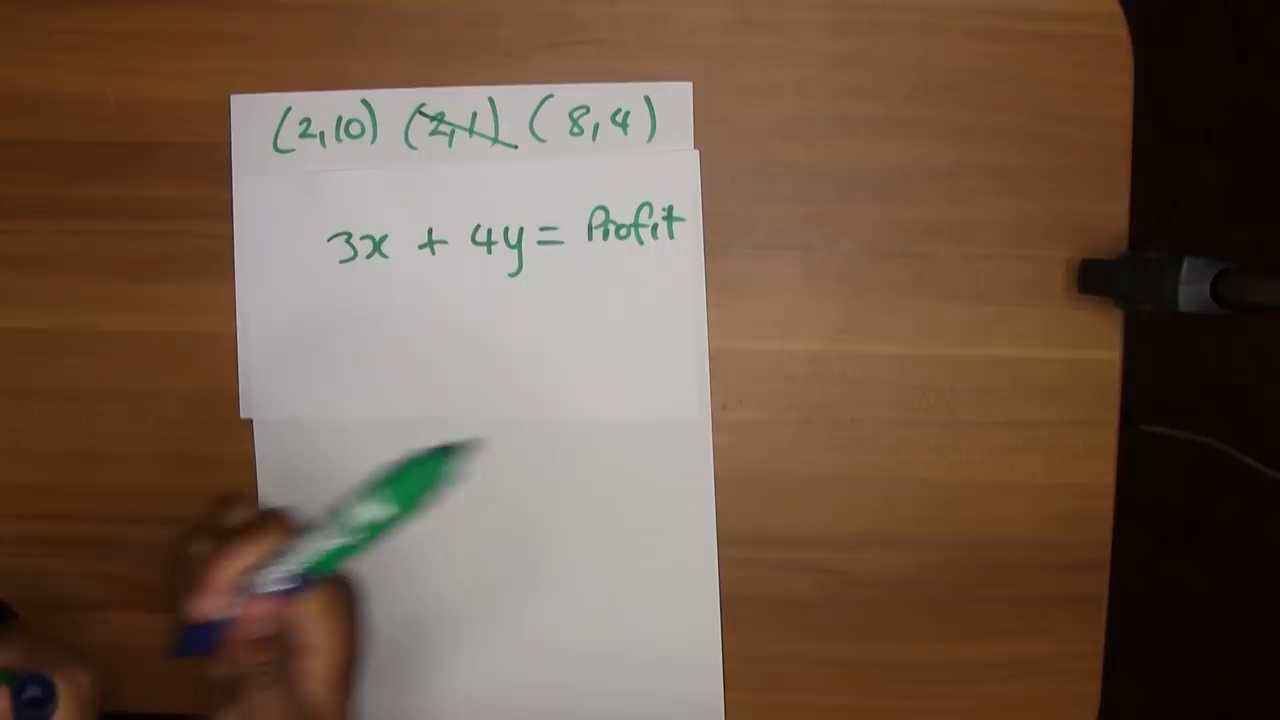 (2,10) (2,1) (8,4)
3x + 4y = Profit